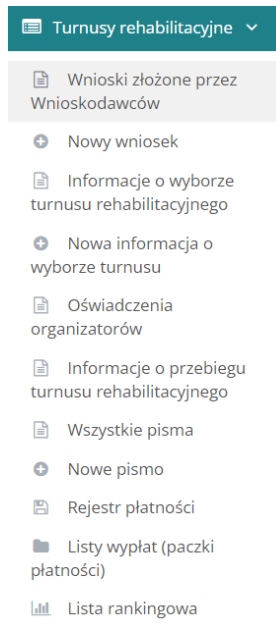 Turnusy rehabilitacyjne
Wnioski złożone przez
Wnioskodawców
Nowy wniosek
Informacje o wyborze
turnusu rehabilitacyjnego
Nowa informacja o
wyborze turnusu
Oświadczenia
organizatorów
Informacje o przebiegu
turnusu rehabilitacyjnego
Wszystkie pisma
Nowe pismo
Rejestr płatności
Listy wypłat (paczki
płatności)
Lista rankingowa